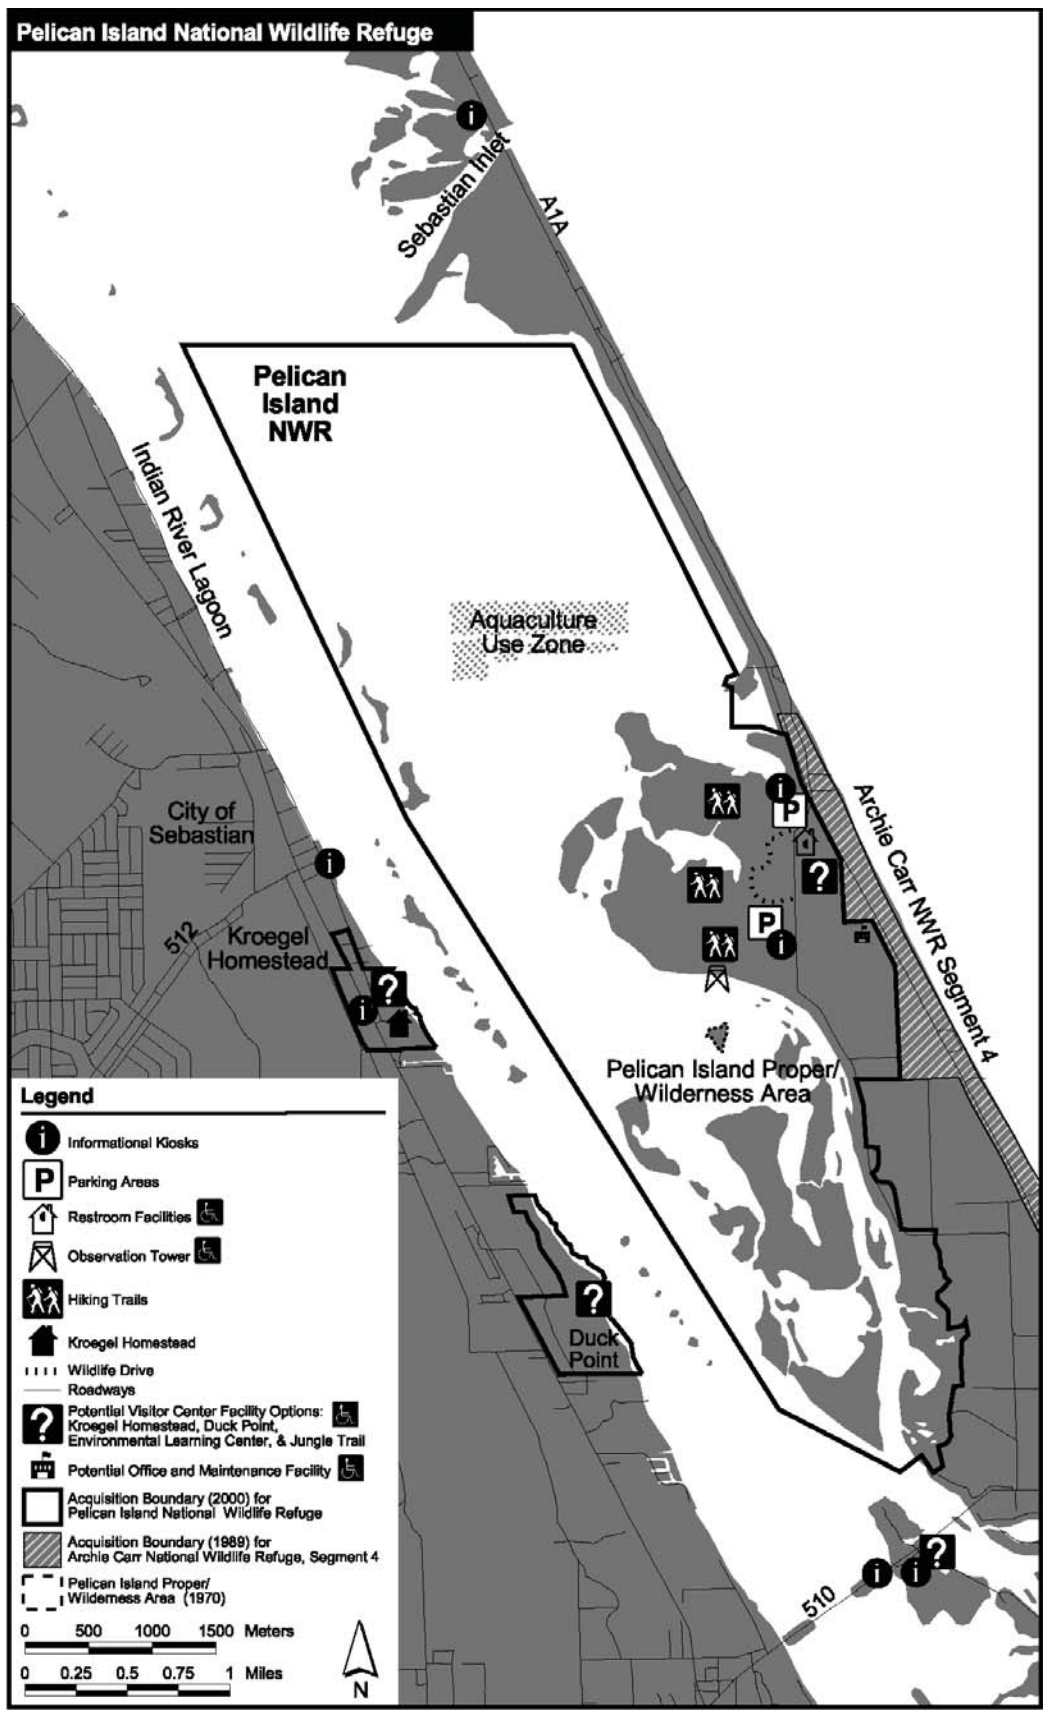 Pelican Island National Wildlife Refuge
i
Sebastian Inlet
A1A
Pelican
Island
NWR
Indian River Lagoon
Aquaculture
Use Zone
City of
Sebastian
i
P
?
P
i
Archie Carr NWR Segment 4
i
512
Kroegel
Homestead
?
i
Pelican Island Proper/
Wilderness Area
?
Duck
Point
?
i
i
510
Legend
i Informational Kiosks
P Parking Areas
Restroom Facilities
Observation Tower
Hiking Trails
Kroegel Homestead
Wildlife Drive
Roadways
? Potential Visitor Center Facility Options:
Kroegel Homestead, Duck Point,
Environmental Learning Center, & Jungle Trail
Potential Office and Maintenance Facility
Acquisition Boundary (2000) for
Pelican Island National Wildlife Refuge
Acquisition Boundary (1989) for
Archie Carr National Wildlife Refuge, Segment 4
Pelican Island Proper/
Wilderness Area (1970)
0 500 1000 1500 Meters
0 0.25 0.5 0.75 1 Miles
N